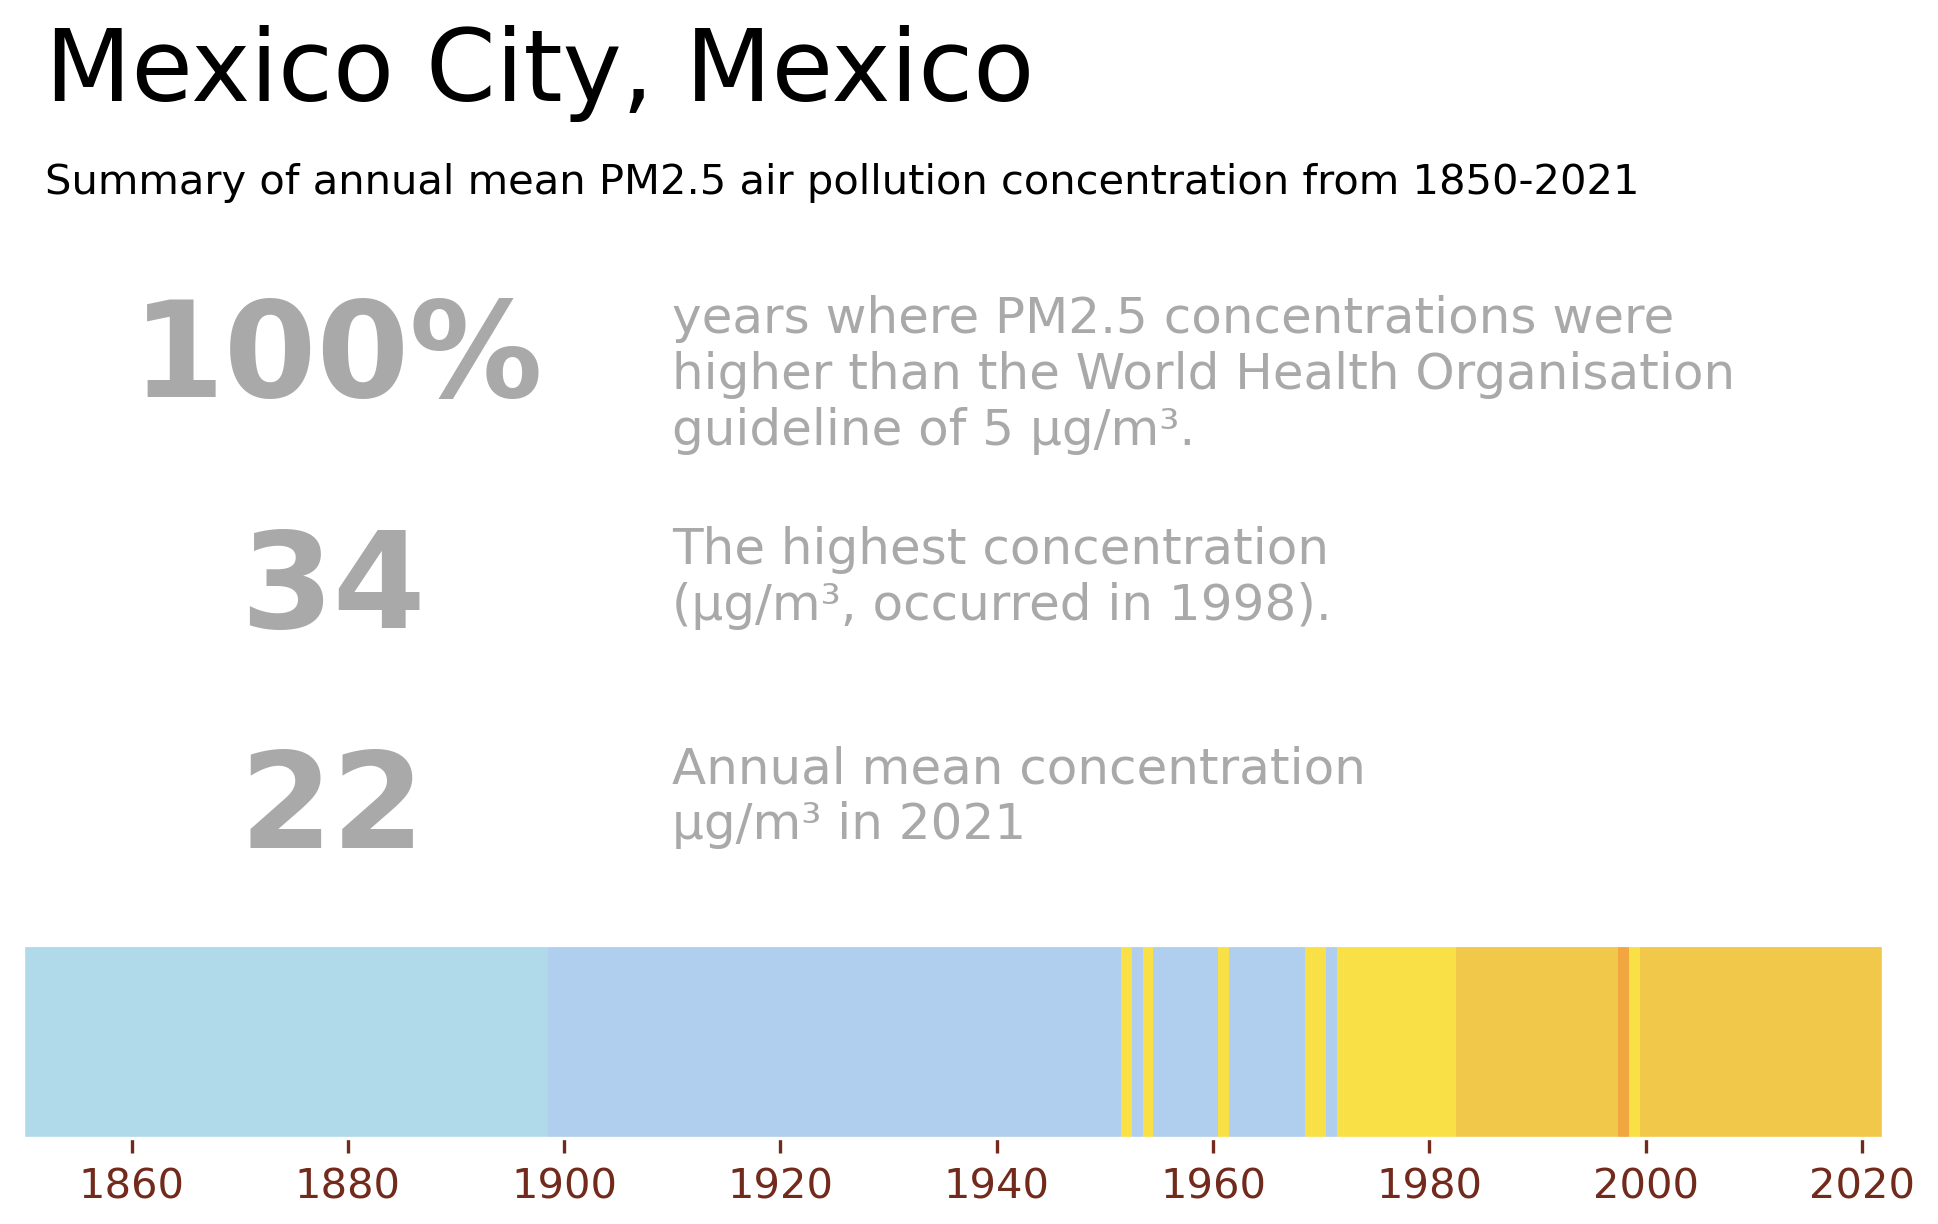 Mexico City, Mexico
Summary of annual mean PM2.5 air pollution concentration from 1850-2021
100%
years where PM2.5 concentrations were
higher than the World Health Organisation
guideline of 5 µg/m³.
34
The highest concentration
(µg/m³, occurred in 1998).
22
Annual mean concentration
µg/m³ in 2021
1860 1880 1900 1920 1940 1960 1980 2000 2020